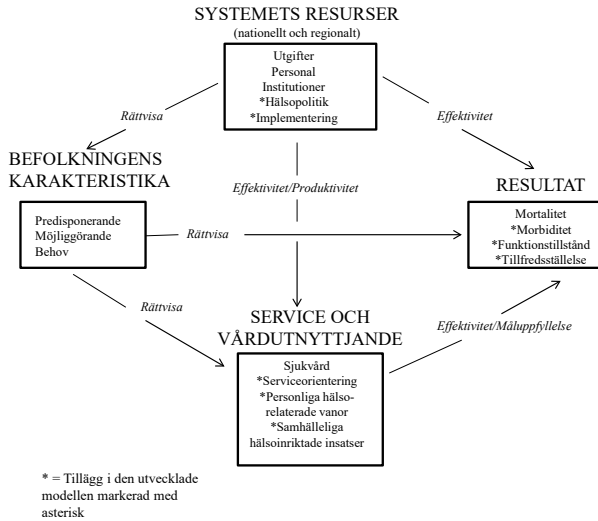 SYSTEMETS RESURSER
(nationellt och regionalt)
Utgifter
Personal
Institutioner
*Hälsopolitik
*Implementering
Rättvisa
Effektivitet
BEFOLKNINGENS
KARAKTERISTIKA
Effektivitet/Produktivitet
RESULTAT
Predisponerande
Möjliggörande
Behov
Rättvisa
Mortalitet
*Morbiditet
*Funktionstillstånd
*Tillfredsställelse
Rättvisa
SERVICE OCH
VÅRDUTNYTTJANDE
Effektivitet/Måluppfyllelse
Sjukvård
*Serviceorientering
*Personliga hälso-
relaterade vanor
*Samhälleliga
hälsoinriktade insatser
* = Tillägg i den utvecklade
modellen markerad med
asterisk